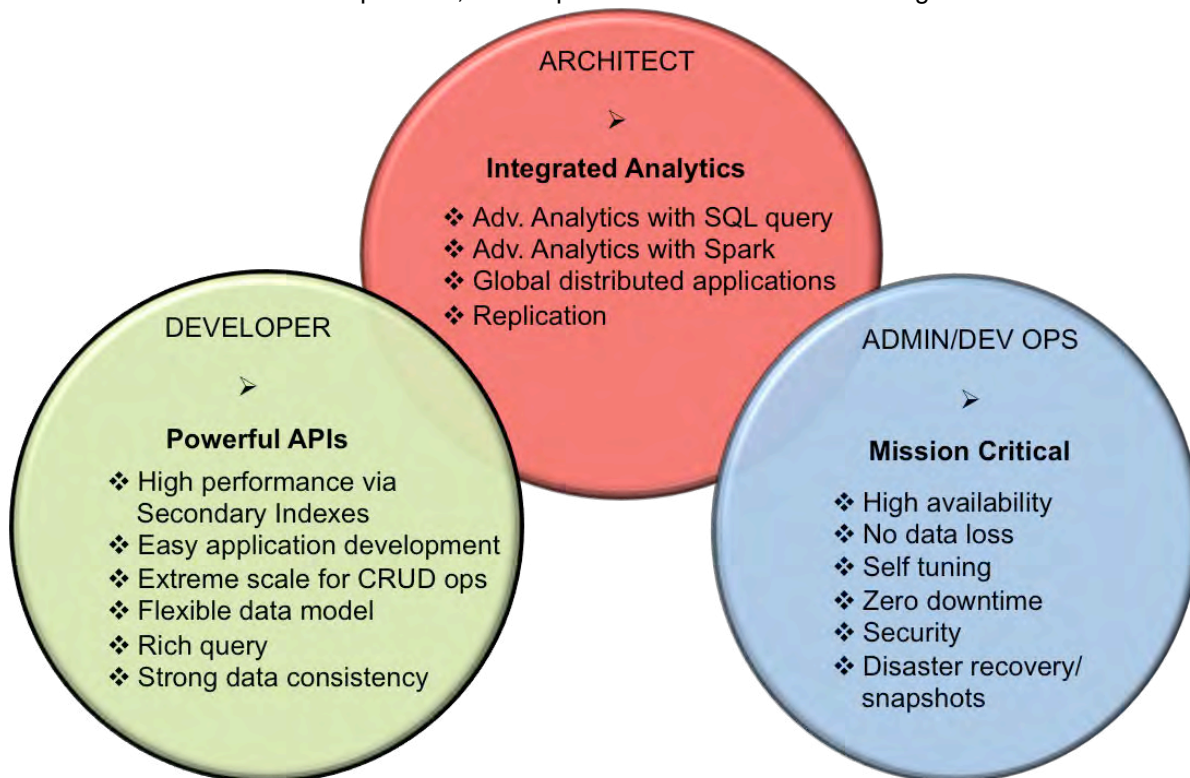 ARCHITECT
➢
Integrated Analytics
❖ Adv. Analytics with SQL query
❖ Adv. Analytics with Spark
❖ Global distributed applications
❖ Replication
DEVELOPER
➢
Powerful APIs
❖ High performance via
Secondary Indexes
❖ Easy application development
❖ Extreme scale for CRUD ops
❖ Flexible data model
❖ Rich query
❖ Strong data consistency
ADMIN/DEV OPS
➢
Mission Critical
❖ High availability
❖ No data loss
❖ Self tuning
❖ Zero downtime
❖ Security
❖ Disaster recovery/
snapshots